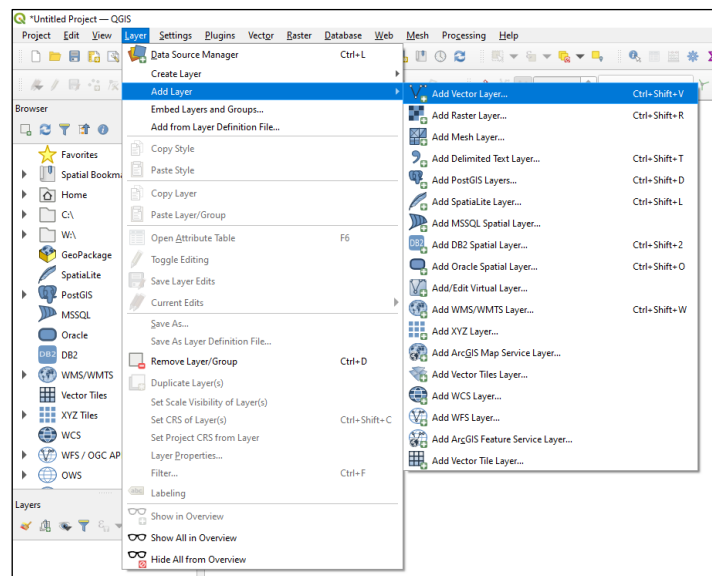 *Untitled Project — QGIS
Project Edit View Layer Settings Plugins Vector Raster Database Web Mesh Processing Help
Data Source Manager Ctrl+L
Create Layer
Add Layer
Embed Layers and Groups...
Add from Layer Definition File...
Copy Style
Paste Style
Copy Layer
Paste Layer/Group
Open Attribute Table F6
Toggle Editing
Save Layer Edits
Current Edits
Save As...
Save As Layer Definition File...
Remove Layer/Group Ctrl+D
Duplicate Layer(s)
Set Scale Visibility of Layer(s)
Set CRS of Layer(s) Ctrl+Shift+C
Set Project CRS from Layer
Layer Properties...
Filter... Ctrl+F
Labeling
Show in Overview
Show All in Overview
Hide All from Overview
Add Vector Layer... Ctrl+Shift+V
Add Raster Layer... Ctrl+Shift+R
Add Mesh Layer...
Add Delimited Text Layer... Ctrl+Shift+T
Add PostGIS Layers... Ctrl+Shift+D
Add SpatiaLite Layer... Ctrl+Shift+L
Add MSSQL Spatial Layer...
DB2 Add DB2 Spatial Layer... Ctrl+Shift+2
Add Oracle Spatial Layer... Ctrl+Shift+O
Add/Edit Virtual Layer...
Add WMS/WMTS Layer... Ctrl+Shift+W
Add XYZ Layer...
Add ArcGIS Map Service Layer...
Add Vector Tiles Layer...
Add WCS Layer...
Add WFS Layer...
Add ArcGIS Feature Service Layer...
Add Vector Tile Layer...
Browser
Favorites
Spatial Bookma
Home
C:\
W:\
GeoPackage
SpatiaLite
PostGIS
MSSQL
Oracle
DB2 DB2
WMS/WMTS
Vector Tiles
XYZ Tiles
WCS
WFS / OGC AP
OWS
Layers